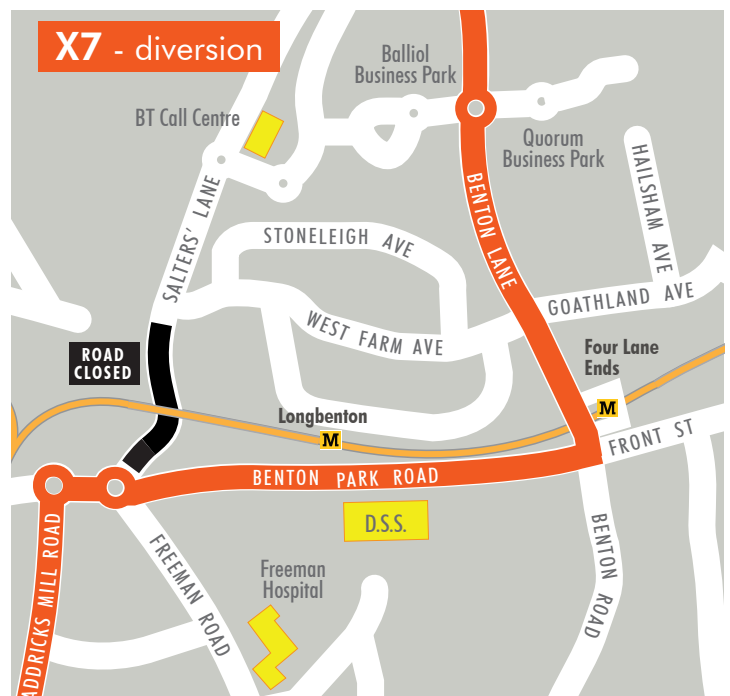 X7 - diversion
Balliol
Business Park
BT Call Centre
Quorum
Business Park
HAILSHAM AVE
SALTERS' LANE
BENTON LANE
STONELEIGH AVE
GOATHLAND AVE
WEST FARM AVE
ROAD
CLOSED
Four Lane
Ends
M
Longbenton
M
FRONT ST
BENTON PARK ROAD
D.S.S.
ADDRICKS MILL ROAD
FREEMAN ROAD
BENTON ROAD
Freeman
Hospital